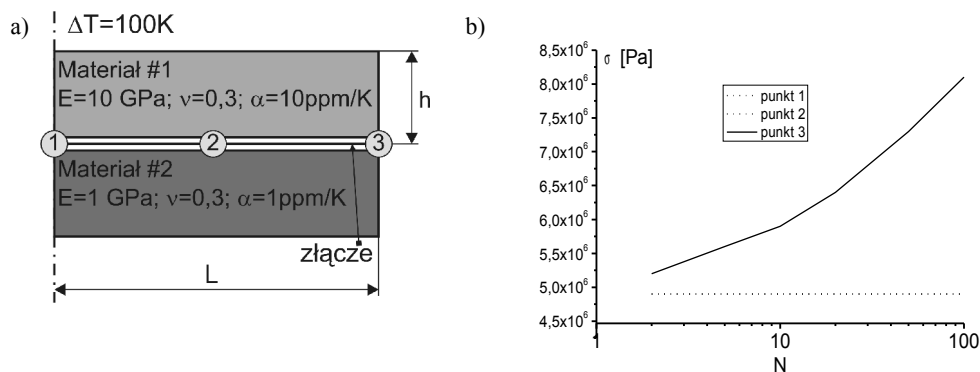 a)
ΔT=100K
Materiał #1
E=10 GPa; ν=0,3; α=10ppm/K
h
1
2
3
Materiał #2
E=1 GPa; ν=0,3; α=1ppm/K
złącze
L
b)
8,5x10⁶
8,0x10⁶
7,5x10⁶
7,0x10⁶
6,5x10⁶
6,0x10⁶
5,5x10⁶
5,0x10⁶
4,5x10⁶
σ [Pa]
punkt 1
punkt 2
punkt 3
1
10
100
N